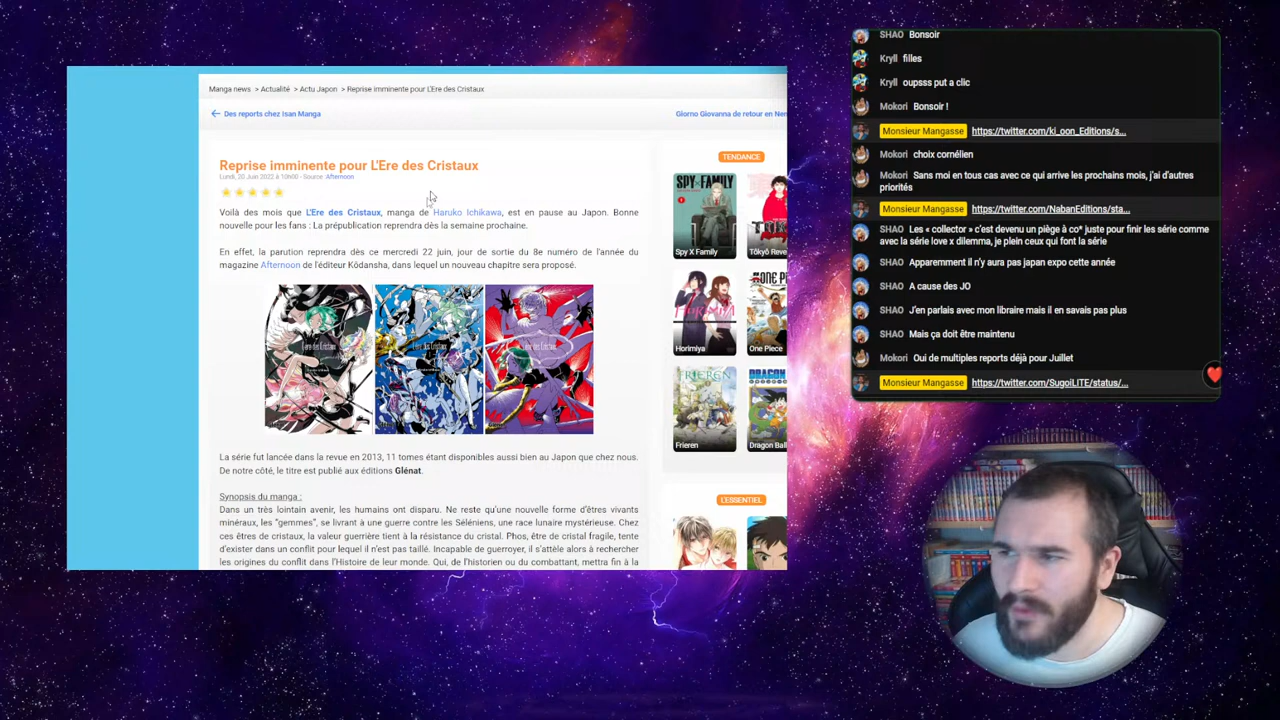 Manga news > Actualité > Actu Japon > Reprise imminente pour L'Ere des Cristaux
← Des reports chez Isan Manga
Giorno Giovanna de retour en
Reprise imminente pour L'Ere des Cristaux
Lundi, 20 Juin 2022 à 10h00 - Source Afternoon
Voilà des mois que L'Ere des Cristaux, manga de Haruko Ichikawa, est en pause au Japon. Bonne
nouvelle pour les fans : La prépublication reprendra dès la semaine prochaine.
En effet, la parution reprendra dès ce mercredi 22 juin, jour de sortie du 8e numéro de l'année du
magazine Afternoon de l'éditeur Kôdansha, dans lequel un nouveau chapitre sera proposé.
La série fut lancée dans la revue en 2013, 11 tomes étant disponibles aussi bien au Japon que chez nous.
De notre côté, le titre est publié aux éditions Glénat.
Synopsis du manga :
Dans un très lointain avenir, les humains ont disparu. Ne reste qu'une nouvelle forme d'êtres vivants
minéraux, les "gemmes", se livrant à une guerre contre les Séléniens, une race lunaire mystérieuse. Chez
ces êtres de cristaux, la valeur guerrière tient à la résistance du cristal. Phos, être de cristal fragile, tente
d'exister dans un conflit pour lequel il n'est pas taillé. Incapable de guerroyer, il s'attèle alors à rechercher
les origines du conflit dans l'Histoire de leur monde. Qui, de l'historien ou du combattant, mettra fin à la
TENDANCE
SPY×FAMILY
Spy X Family
Tôkyô Reve
HORIMIYA
Horimiya
ONE PIECE
One Piece
FRIEREN
Frieren
DRAGON
Dragon Ball
L'ESSENTIEL
SHAO Bonsoir
Kryll filles
Kryll oupsss put a clic
Mokori Bonsoir !
Monsieur Mangasse https://twitter.com/ki_oon_Editions/s...
Mokori choix cornélien
Mokori Sans moi en tous cas avec ce qui arrive les prochains mois, j'ai d'autres
priorités
Monsieur Mangasse https://twitter.com/NabanEditions/sta...
SHAO Les « collector » c'est devenu un piège à co* juste pour finir les série comme
avec la série love x dilemma, je plein ceux qui font la série
SHAO Apparemment il n'y aura pas japan expo cette année
SHAO A cause des JO
SHAO J'en parlais avec mon libraire mais il en savais pas plus
SHAO Mais ça doit être maintenu
Mokori Oui de multiples reports déjà pour Juillet
Monsieur Mangasse https://twitter.com/SugoiLITE/status/...